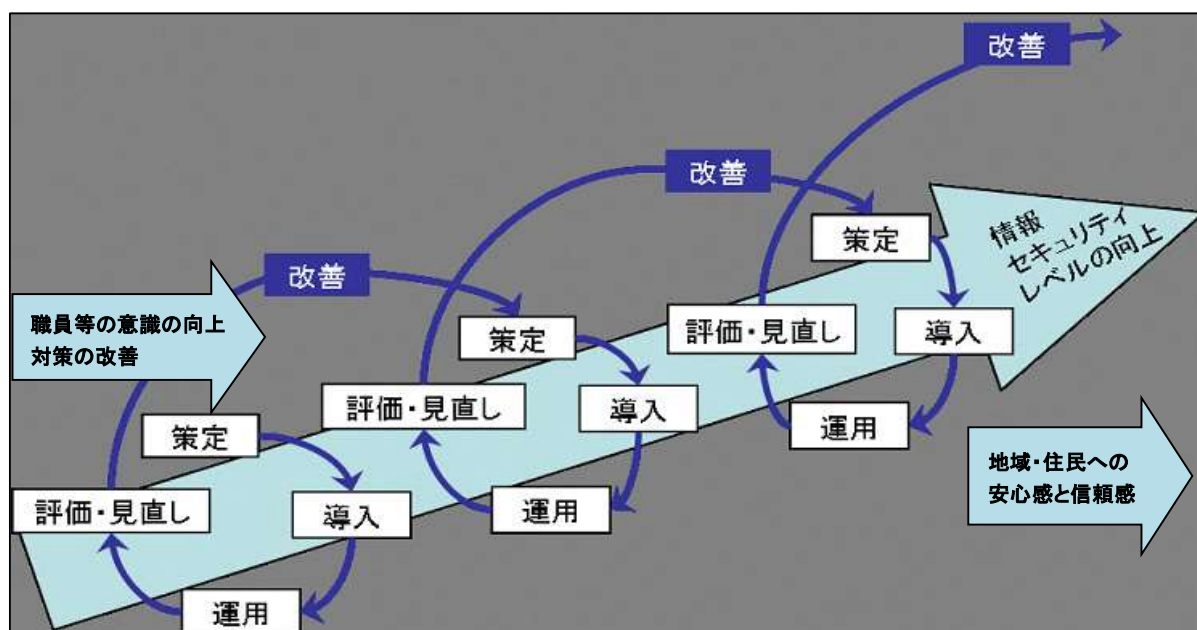 改善
改善
策定
情報
セキュリティ
レベルの向上
改善
職員等の意識の向上
対策の改善
策定
評価・見直し
導入
評価・見直し
導入
策定
運用
地域・住民への
安心感と信頼感
評価・見直し
導入
運用
運用